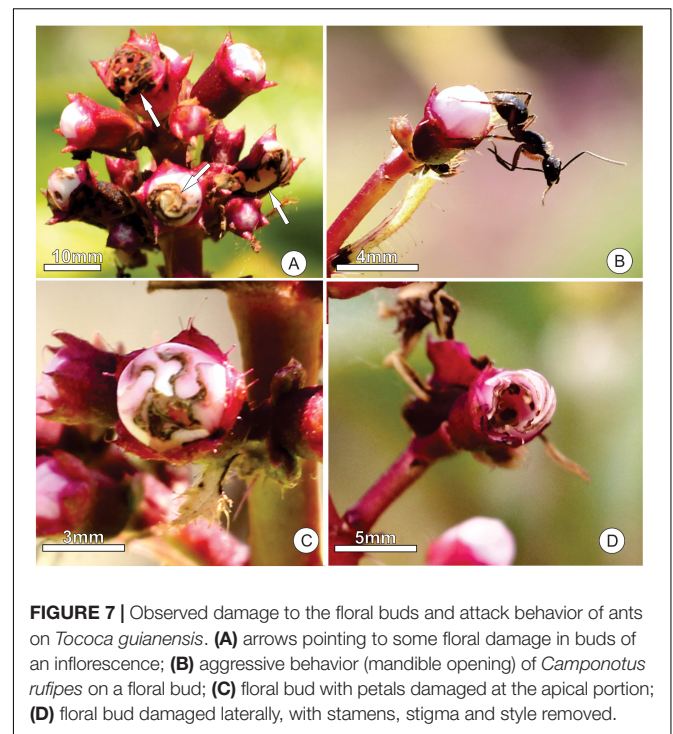 10mm
A
4mm
B
3mm
C
5mm
D
FIGURE 7 | Observed damage to the floral buds and attack behavior of ants
on Tococa guianensis. (A) arrows pointing to some floral damage in buds of
an inflorescence; (B) aggressive behavior (mandible opening) of Camponotus
rufipes on a floral bud; (C) floral bud with petals damaged at the apical portion;
(D) floral bud damaged laterally, with stamens, stigma and style removed.